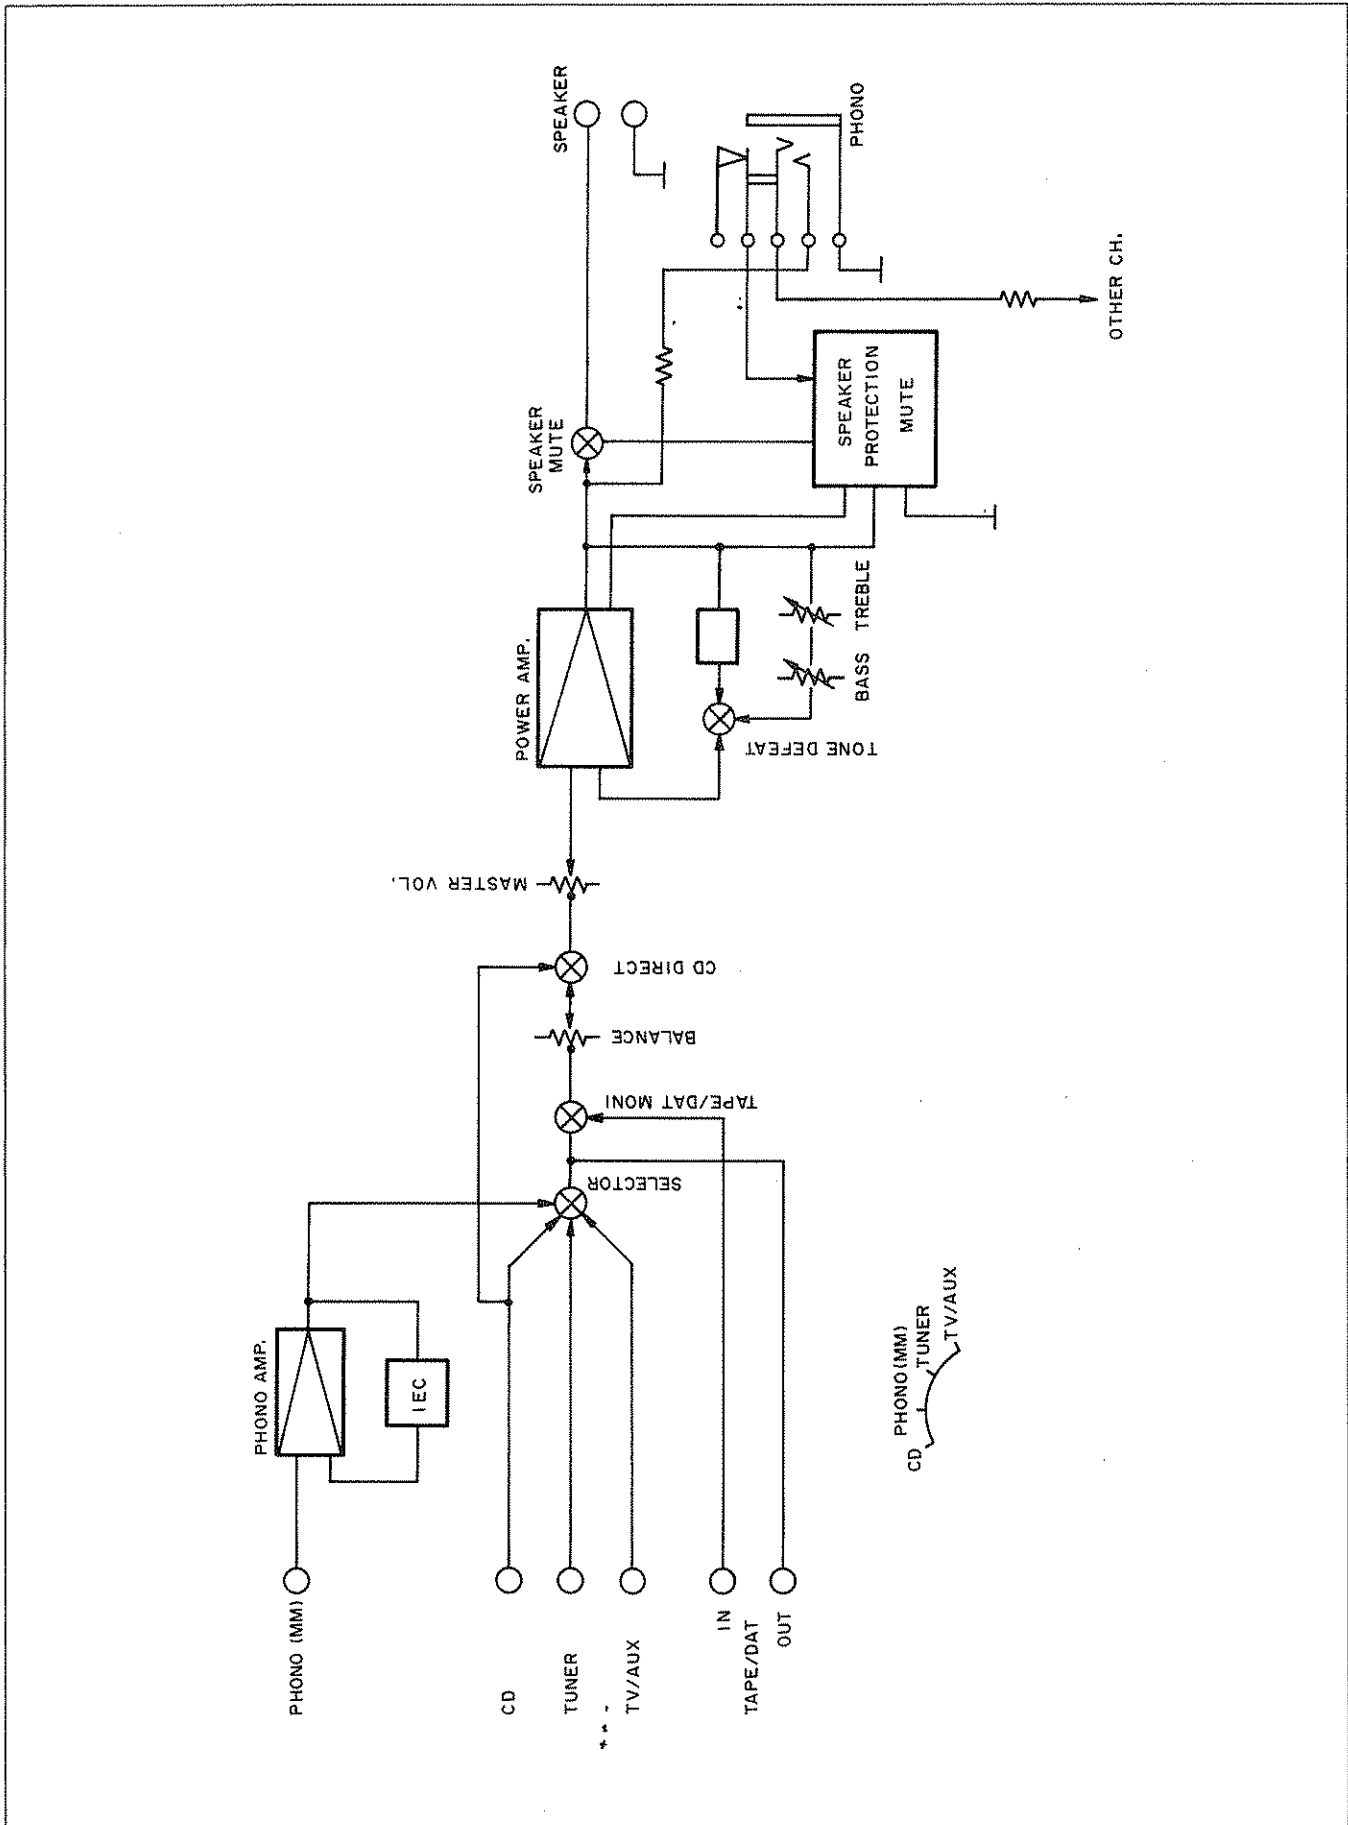 PHONO (MM)
CD
TUNER
TV/AUX
IN
TAPE/DAT
OUT
PHONO AMP.
IEC
SELECTOR
TAPE/DAT MONI
BALANCE
CD DIRECT
MASTER VOL.
POWER AMP.
TONE DEFEAT
BASS
TREBLE
SPEAKER
MUTE
SPEAKER
PROTECTION
MUTE
SPEAKER
PHONO
OTHER CH.
CD
PHONO(MM)
TUNER
TV/AUX